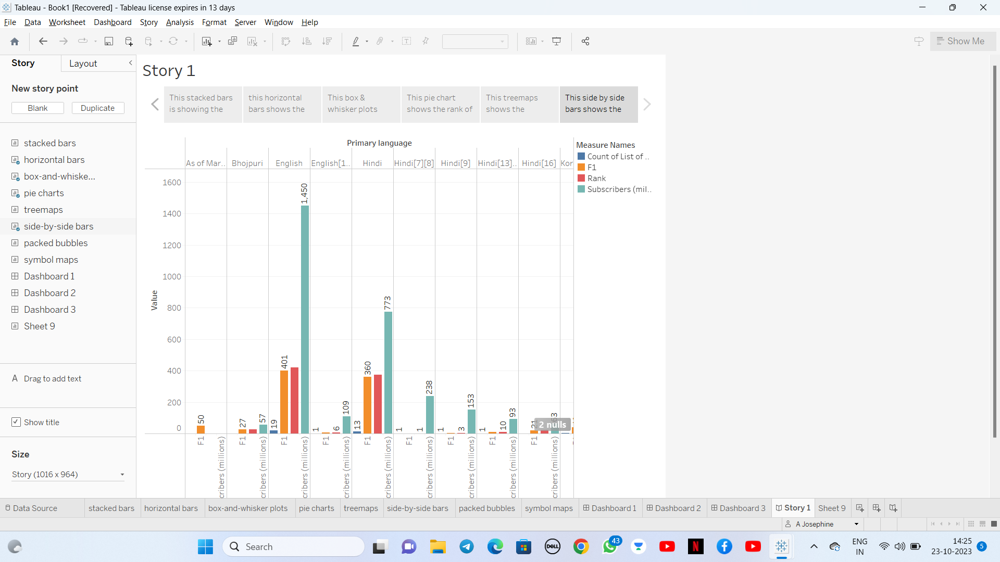 Tableau - Book1 [Recovered] - Tableau license expires in 13 days
File Data Worksheet Dashboard Story Analysis Format Server Window Help
Show Me
Story Layout
New story point
Blank Duplicate
stacked bars
horizontal bars
box-and-whiske...
pie charts
treemaps
side-by-side bars
packed bubbles
symbol maps
Dashboard 1
Dashboard 2
Dashboard 3
Sheet 9
A Drag to add text
Show title
Size
Story (1016 x 964)
Story 1
This stacked bars
is showing the
this horizontal
bars shows the
This box &
whisker plots
This pie chart
shows the rank of
This treemaps
shows the
This side by side
bars shows the
Primary language
As of Mar.. Bhojpuri English English[1.. Hindi Hindi[7][8] Hindi[9] Hindi[13].. Hindi[16] Kor
Measure Names
Count of List of ..
F1
Rank
Subscribers (mil..
Value
1600
1400
1200
1000
800
600
400
200
0
50
27 57
19 401 1,450
1 6 109
13 360 773
1 1 238
1 3 153
1 10 93
63
2 nulls
F1 cribers (millions) F1 cribers (millions) F1 cribers (millions) F1 cribers (millions) F1 cribers (millions) F1 cribers (millions) F1 cribers (millions) F1 cribers (millions) F1 cribers (millions)
Data Source stacked bars horizontal bars box-and-whisker plots pie charts treemaps side-by-side bars packed bubbles symbol maps Dashboard 1 Dashboard 2 Dashboard 3 Story 1 Sheet 9
A Josephine
Search
DELL
N
43
ENG
IN
14:25
23-10-2023
5